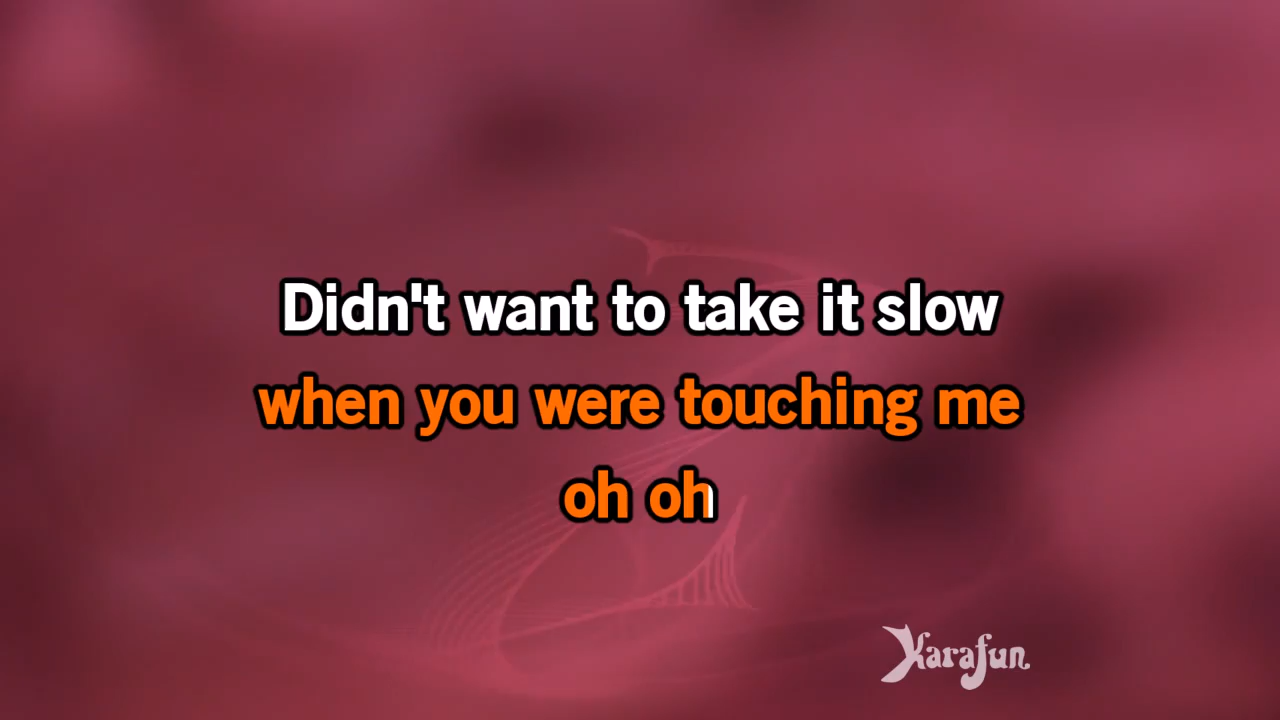 Didn't want to take it slow
when you were touching me
oh oh
Karafun